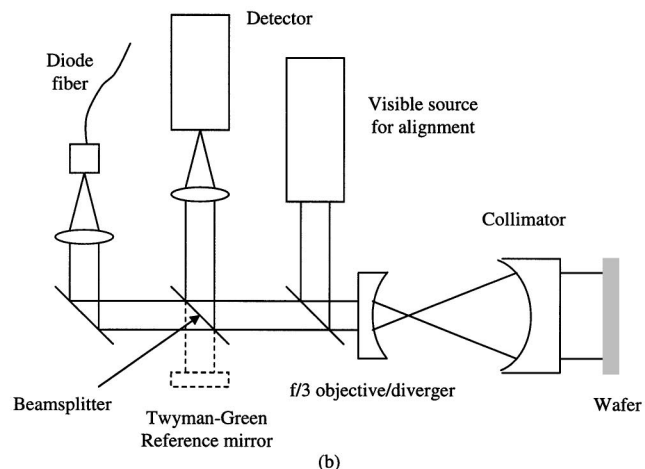 Detector
Diode
fiber
Visible source
for alignment
Collimator
f/3 objective/diverger
Beamsplitter
Twyman-Green
Reference mirror
Wafer
(b)